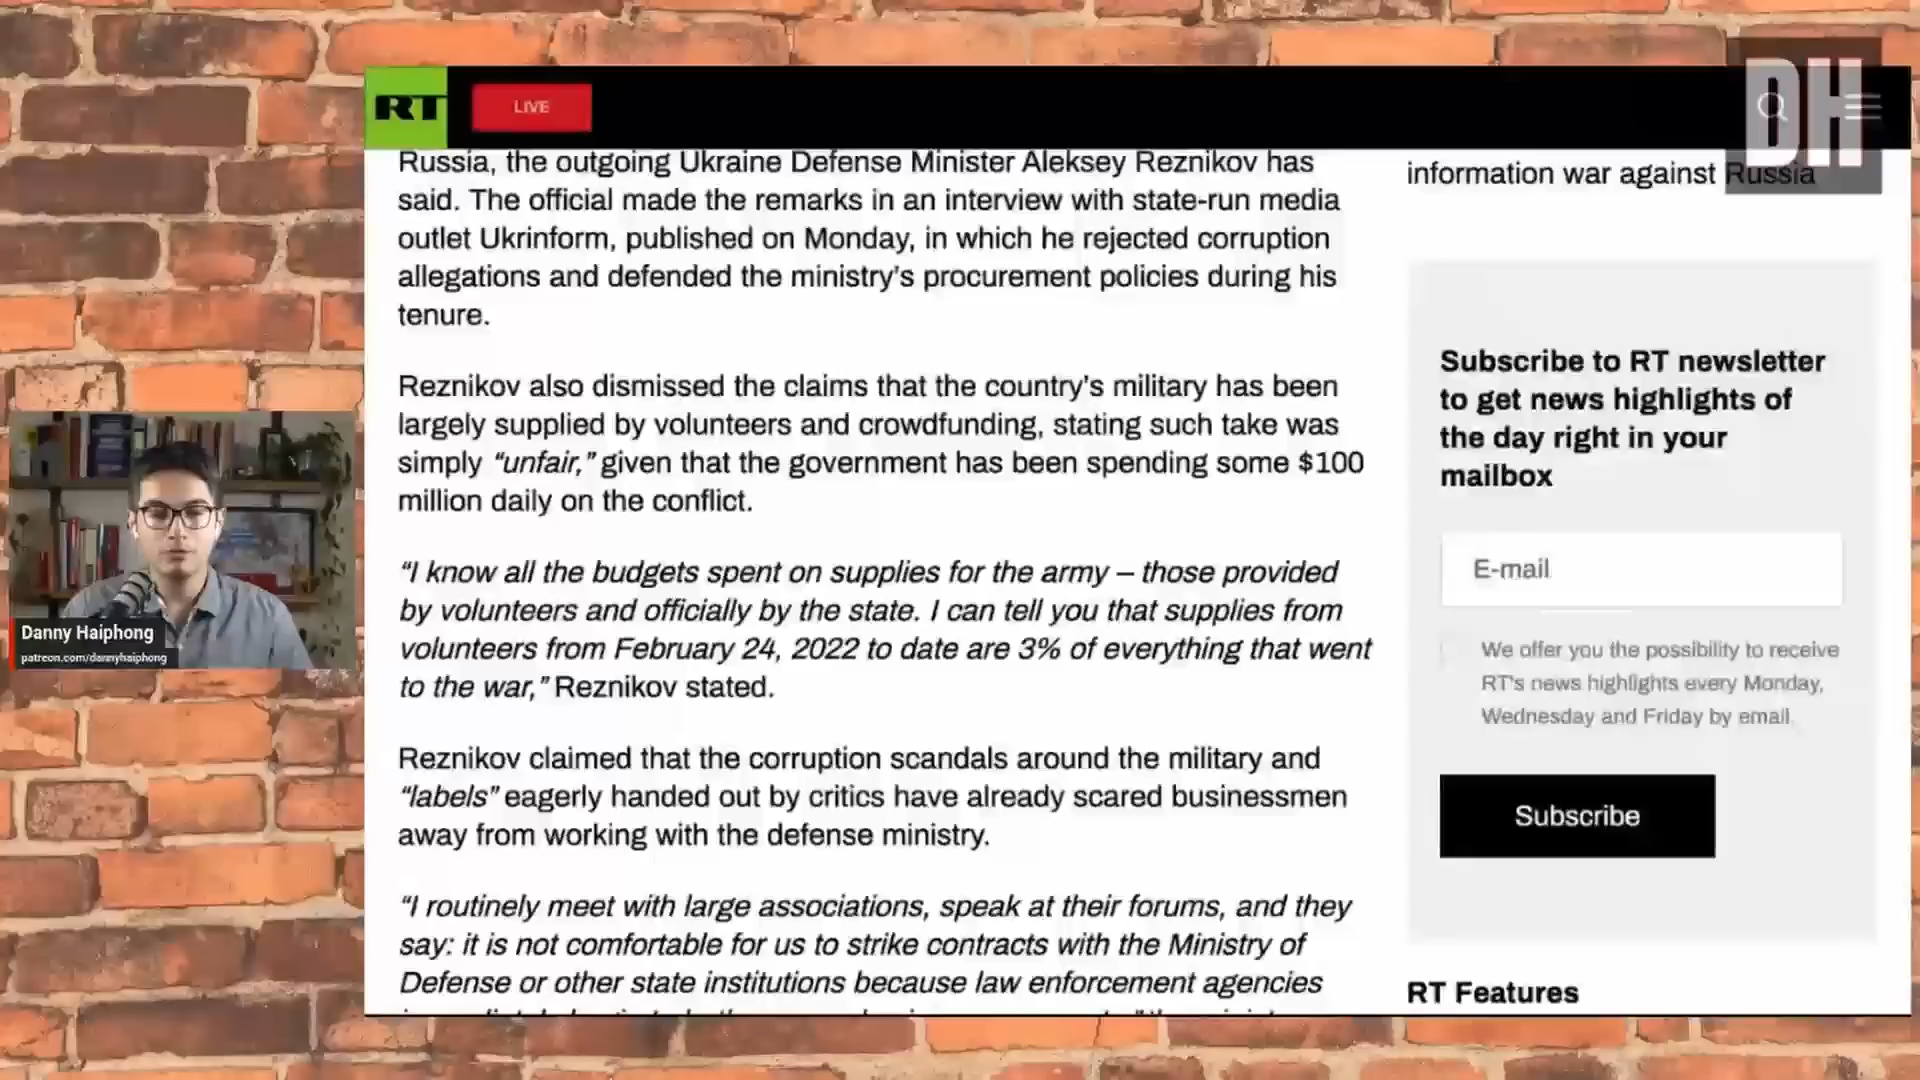 RT
LIVE
DH
Russia, the outgoing Ukraine Defense Minister Aleksey Reznikov has
said. The official made the remarks in an interview with state-run media
outlet Ukrinform, published on Monday, in which he rejected corruption
allegations and defended the ministry's procurement policies during his
tenure.
Reznikov also dismissed the claims that the country's military has been
largely supplied by volunteers and crowdfunding, stating such take was
simply “unfair,” given that the government has been spending some $100
million daily on the conflict.
“I know all the budgets spent on supplies for the army – those provided
by volunteers and officially by the state. I can tell you that supplies from
volunteers from February 24, 2022 to date are 3% of everything that went
to the war,” Reznikov stated.
Reznikov claimed that the corruption scandals around the military and
“labels” eagerly handed out by critics have already scared businessmen
away from working with the defense ministry.
“I routinely meet with large associations, speak at their forums, and they
say: it is not comfortable for us to strike contracts with the Ministry of
Defense or other state institutions because law enforcement agencies
information war against Russia
Subscribe to RT newsletter
to get news highlights of
the day right in your
mailbox
E-mail
We offer you the possibility to receive
RT's news highlights every Monday,
Wednesday and Friday by email.
Subscribe
RT Features
Danny Haiphong
patreon.com/dannyhaiphong